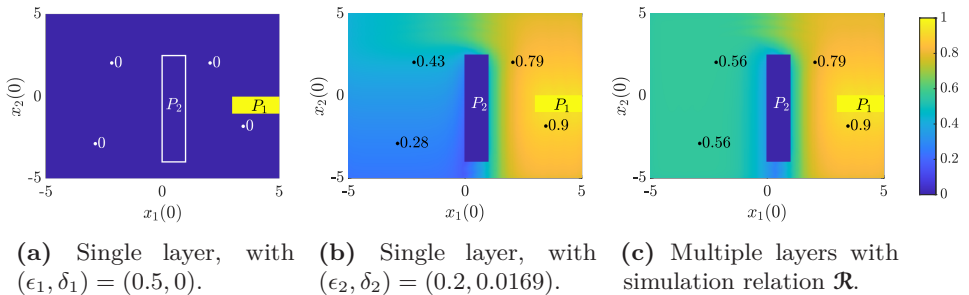 5
0
-5
x₂(0)
0
0
0
0
P₂
P₁
-5
0
5
x₁(0)
5
0
-5
x₂(0)
0.43
0.79
0.28
0.9
P₂
P₁
-5
0
5
x₁(0)
5
0
-5
x₂(0)
0.56
0.79
0.56
0.9
P₂
P₁
-5
0
5
x₁(0)
1
0.8
0.6
0.4
0.2
0
(a) Single layer, with
(ϵ₁, δ₁) = (0.5, 0).
(b) Single layer, with
(ϵ₂, δ₂) = (0.2, 0.0169).
(c) Multiple layers with
simulation relation 𝕽.